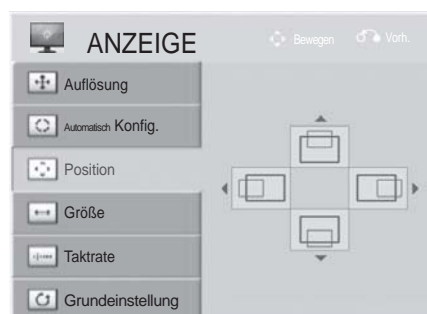 ANZEIGE
Bewegen Vorh.
Auflösung
Automatisch Konfig.
Position
Größe
Taktrate
Grundeinstellung